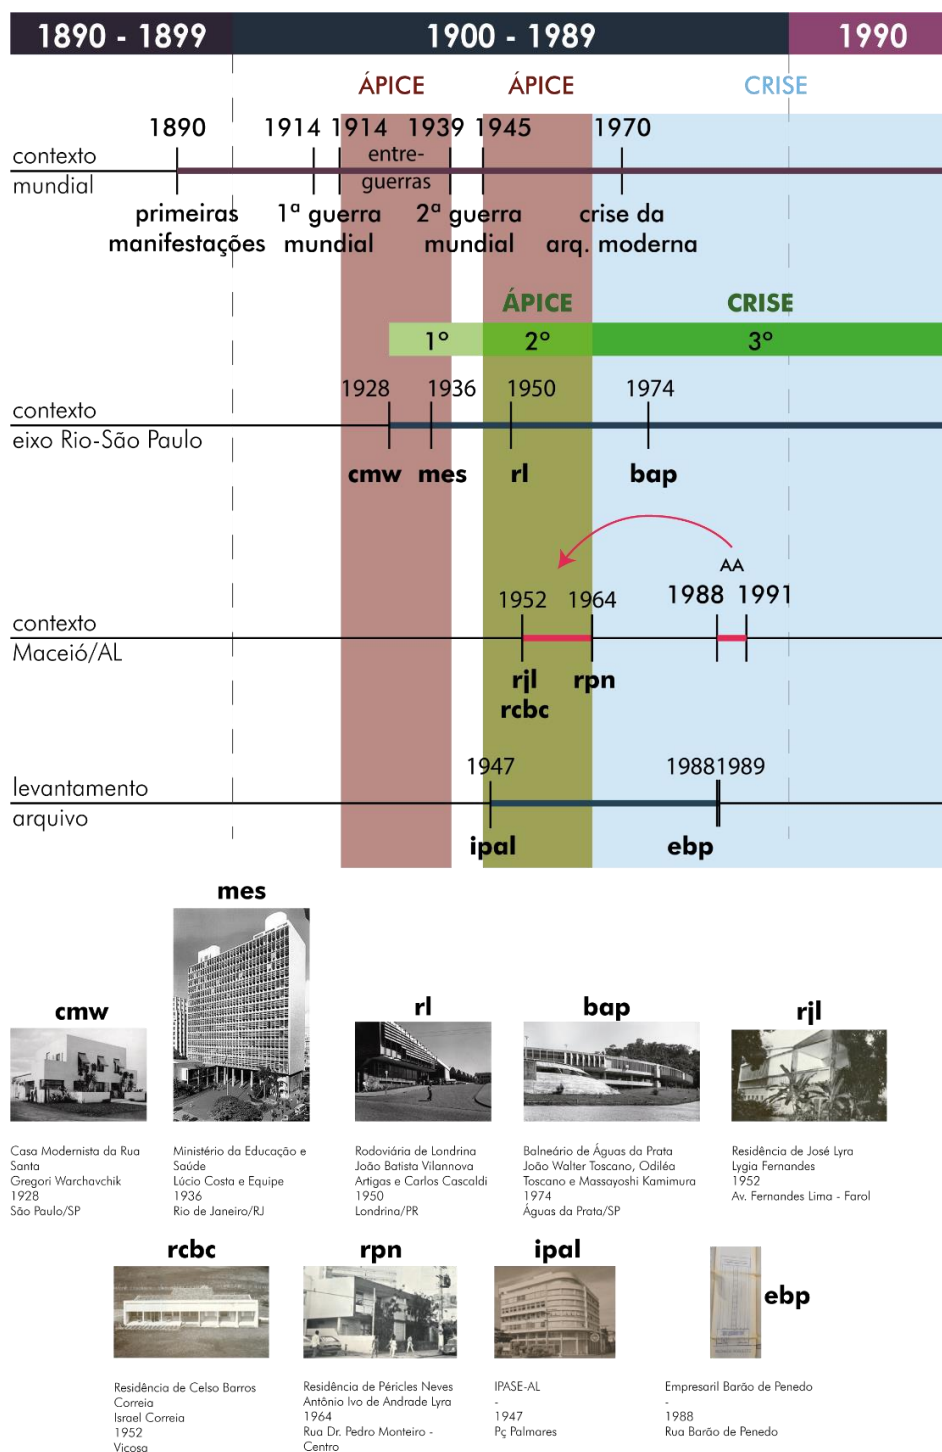 1890 - 1899
1900 - 1989
1990
ÁPICE
ÁPICE
CRISE
1890
1914
1914
1939
1945
1970
contexto
mundial
entre-
guerras
primeiras
manifestações
1ª guerra
mundial
2ª guerra
mundial
crise da
arq. moderna
ÁPICE
CRISE
1º
2º
3º
1928
1936
1950
1974
contexto
eixo Rio-São Paulo
cmw
mes
rl
bap
AA
1952
1964
1988
1991
contexto
Maceió/AL
rjl
rcbc
rpn
1947
1988
1989
levantamento
arquivo
ipal
ebp
mes
cmw
rl
bap
rjl
Casa Modernista da Rua
Santa
Gregori Warchavchik
1928
São Paulo/SP
Ministério da Educação e
Saúde
Lúcio Costa e Equipe
1936
Rio de Janeiro/RJ
Rodoviária de Londrina
João Batista Vilannova
Artigas e Carlos Cascaldi
1950
Londrina/PR
Balneário de Águas da Prata
João Walter Toscano, Odiléa
Toscano e Massayoshi Kamimura
1974
Águas da Prata/SP
Residência de José Lyra
Lygia Fernandes
1952
Av. Fernandes Lima - Farol
rcbc
rpn
ipal
ebp
Residência de Celso Barros
Correia
Israel Correia
1952
Viçosa
Residência de Péricles Neves
Antônio Ivo de Andrade Lyra
1964
Rua Dr. Pedro Monteiro -
Centro
IPASE-AL
-
1947
Pç Palmares
Empresaril Barão de Penedo
-
1988
Rua Barão de Penedo